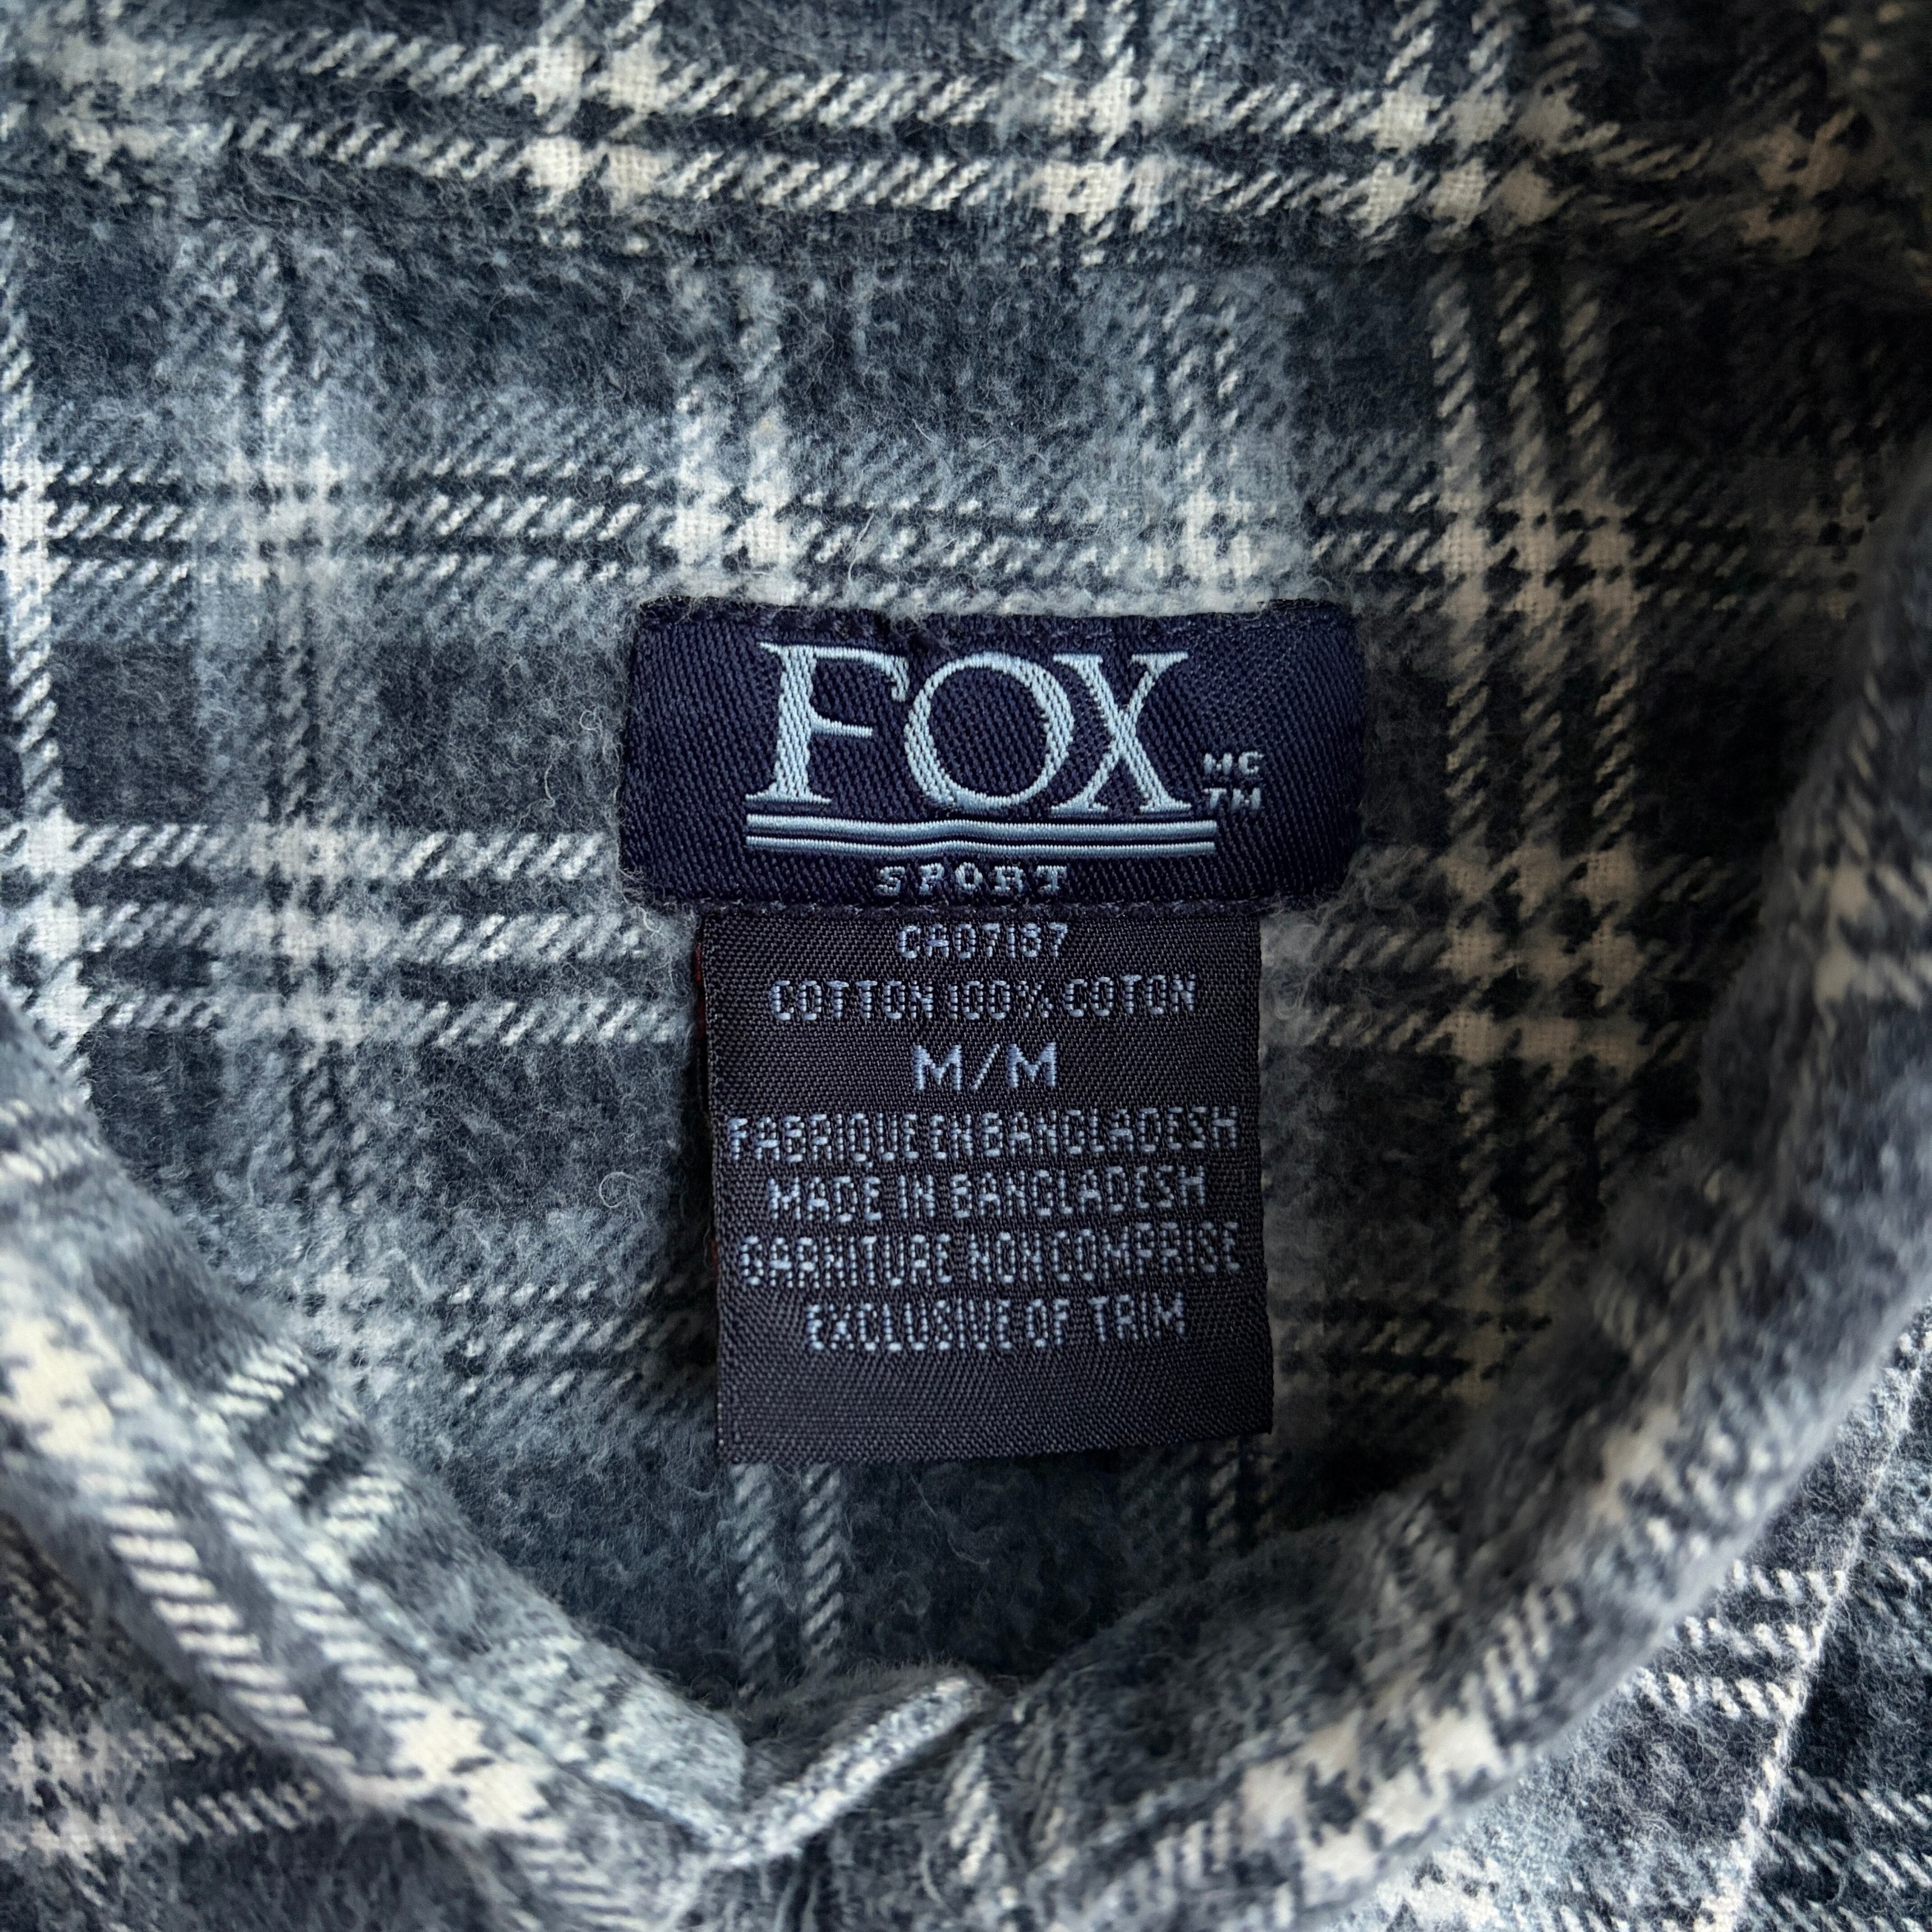 FOX
MC
TM
SPORT
CA07187
COTTON 100% COTON
M/M
FABRIQUE EN BANGLADESH
MADE IN BANGLADESH
GARNITURE NON COMPRISE
EXCLUSIVE OF TRIM